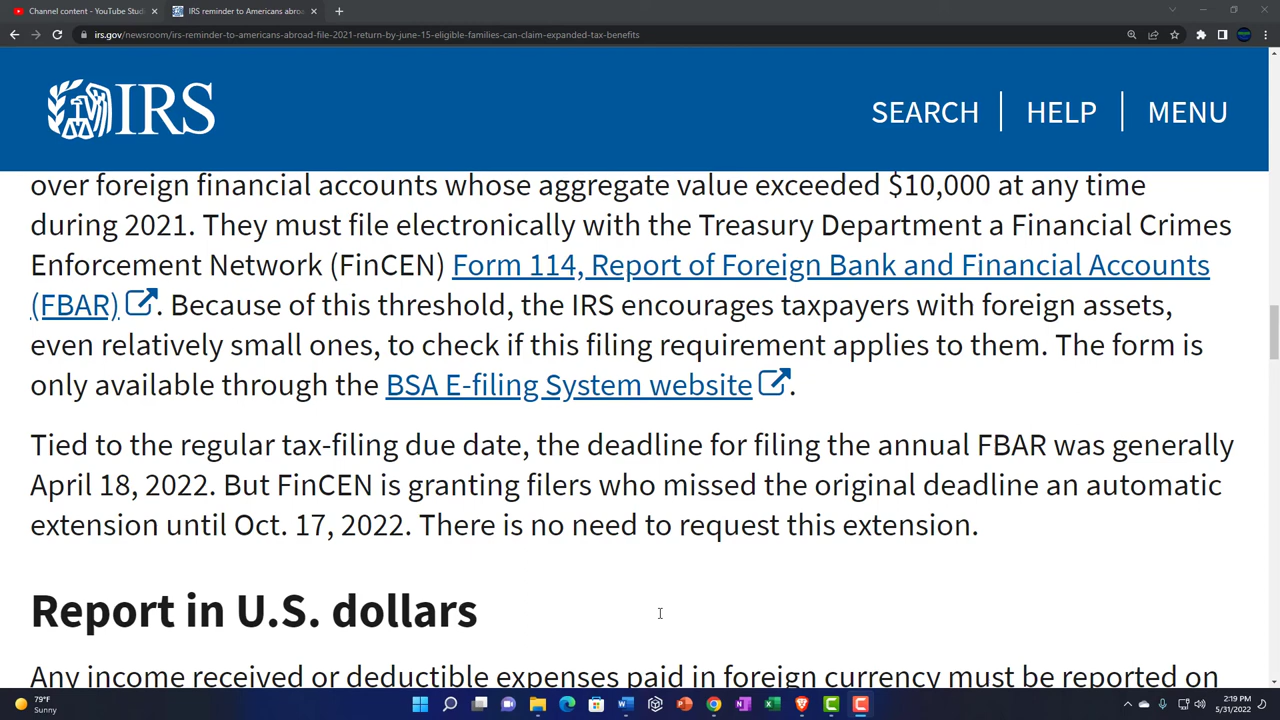 Channel content - YouTube Studi
IRS reminder to Americans abroa
irs.gov/newsroom/irs-reminder-to-americans-abroad-file-2021-return-by-june-15-eligible-families-can-claim-expanded-tax-benefits
IRS
SEARCH
HELP
MENU
over foreign financial accounts whose aggregate value exceeded $10,000 at any time
during 2021. They must file electronically with the Treasury Department a Financial Crimes
Enforcement Network (FinCEN) Form 114, Report of Foreign Bank and Financial Accounts
(FBAR). Because of this threshold, the IRS encourages taxpayers with foreign assets,
even relatively small ones, to check if this filing requirement applies to them. The form is
only available through the BSA E-filing System website.
Tied to the regular tax-filing due date, the deadline for filing the annual FBAR was generally
April 18, 2022. But FinCEN is granting filers who missed the original deadline an automatic
extension until Oct. 17, 2022. There is no need to request this extension.
Report in U.S. dollars
Any income received or deductible expenses paid in foreign currency must be reported on
79°F
Sunny
2:19 PM
5/31/2022